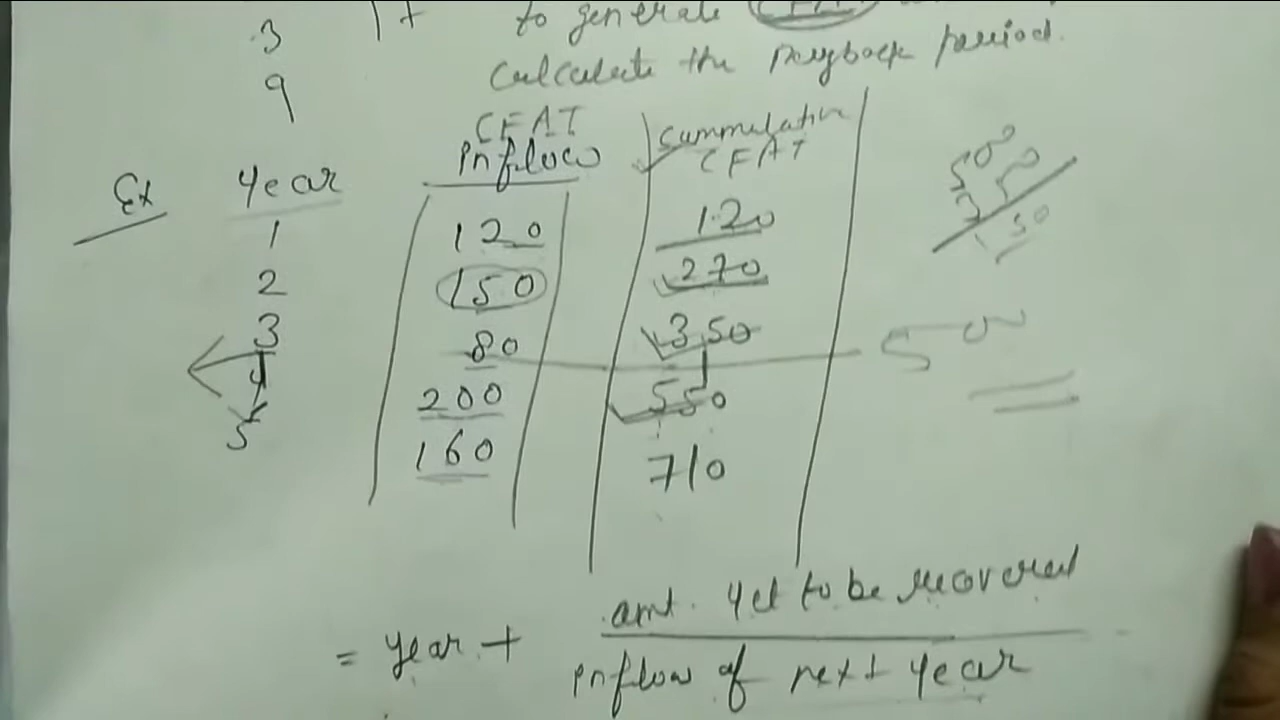 3 1+ to generate
9 Calculate the Payback period.
Ex Year CFAT Inflow Cummulative CFAT
1 120 120
2 150 270
3 80 350 500
4 200 550
5 160 710
= Year + amt. yet to be recovered
Inflow of next year